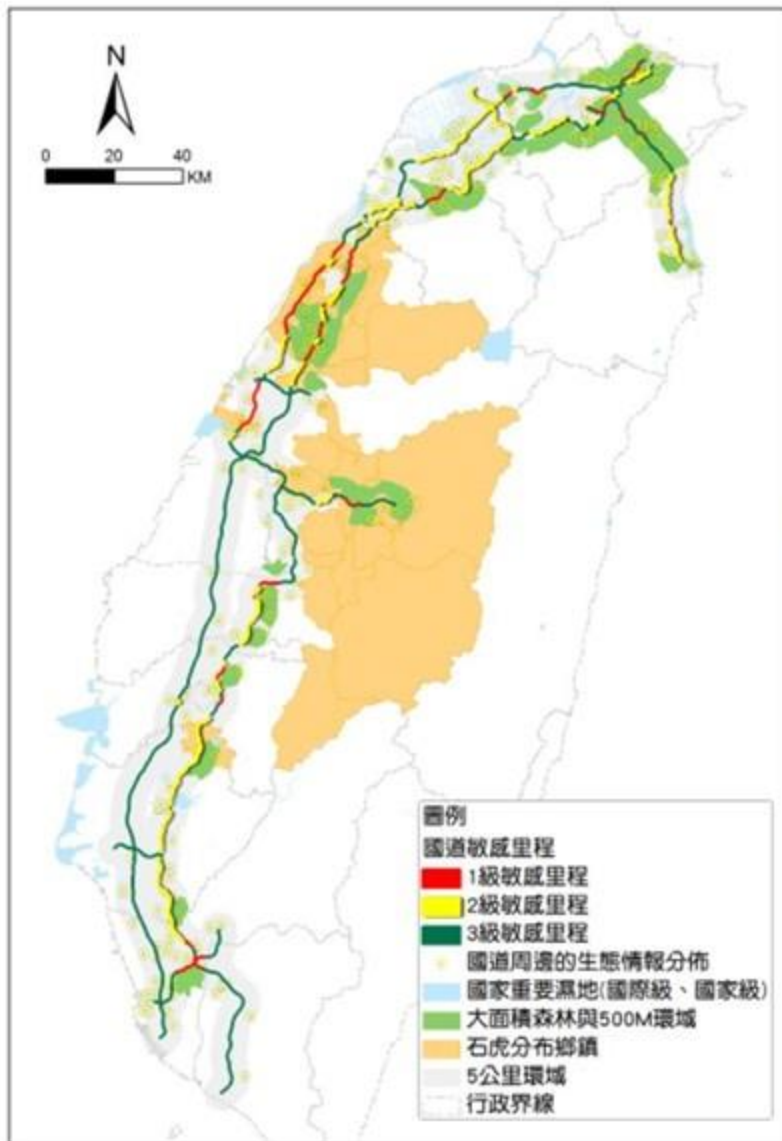 N
0 20 40
KM
圖例
國道敏感里程
1級敏感里程
2級敏感里程
3級敏感里程
國道周邊的生態情報分佈
國家重要濕地(國際級、國家級)
大面積森林與500M環域
石虎分布鄉鎮
5公里環域
行政界線